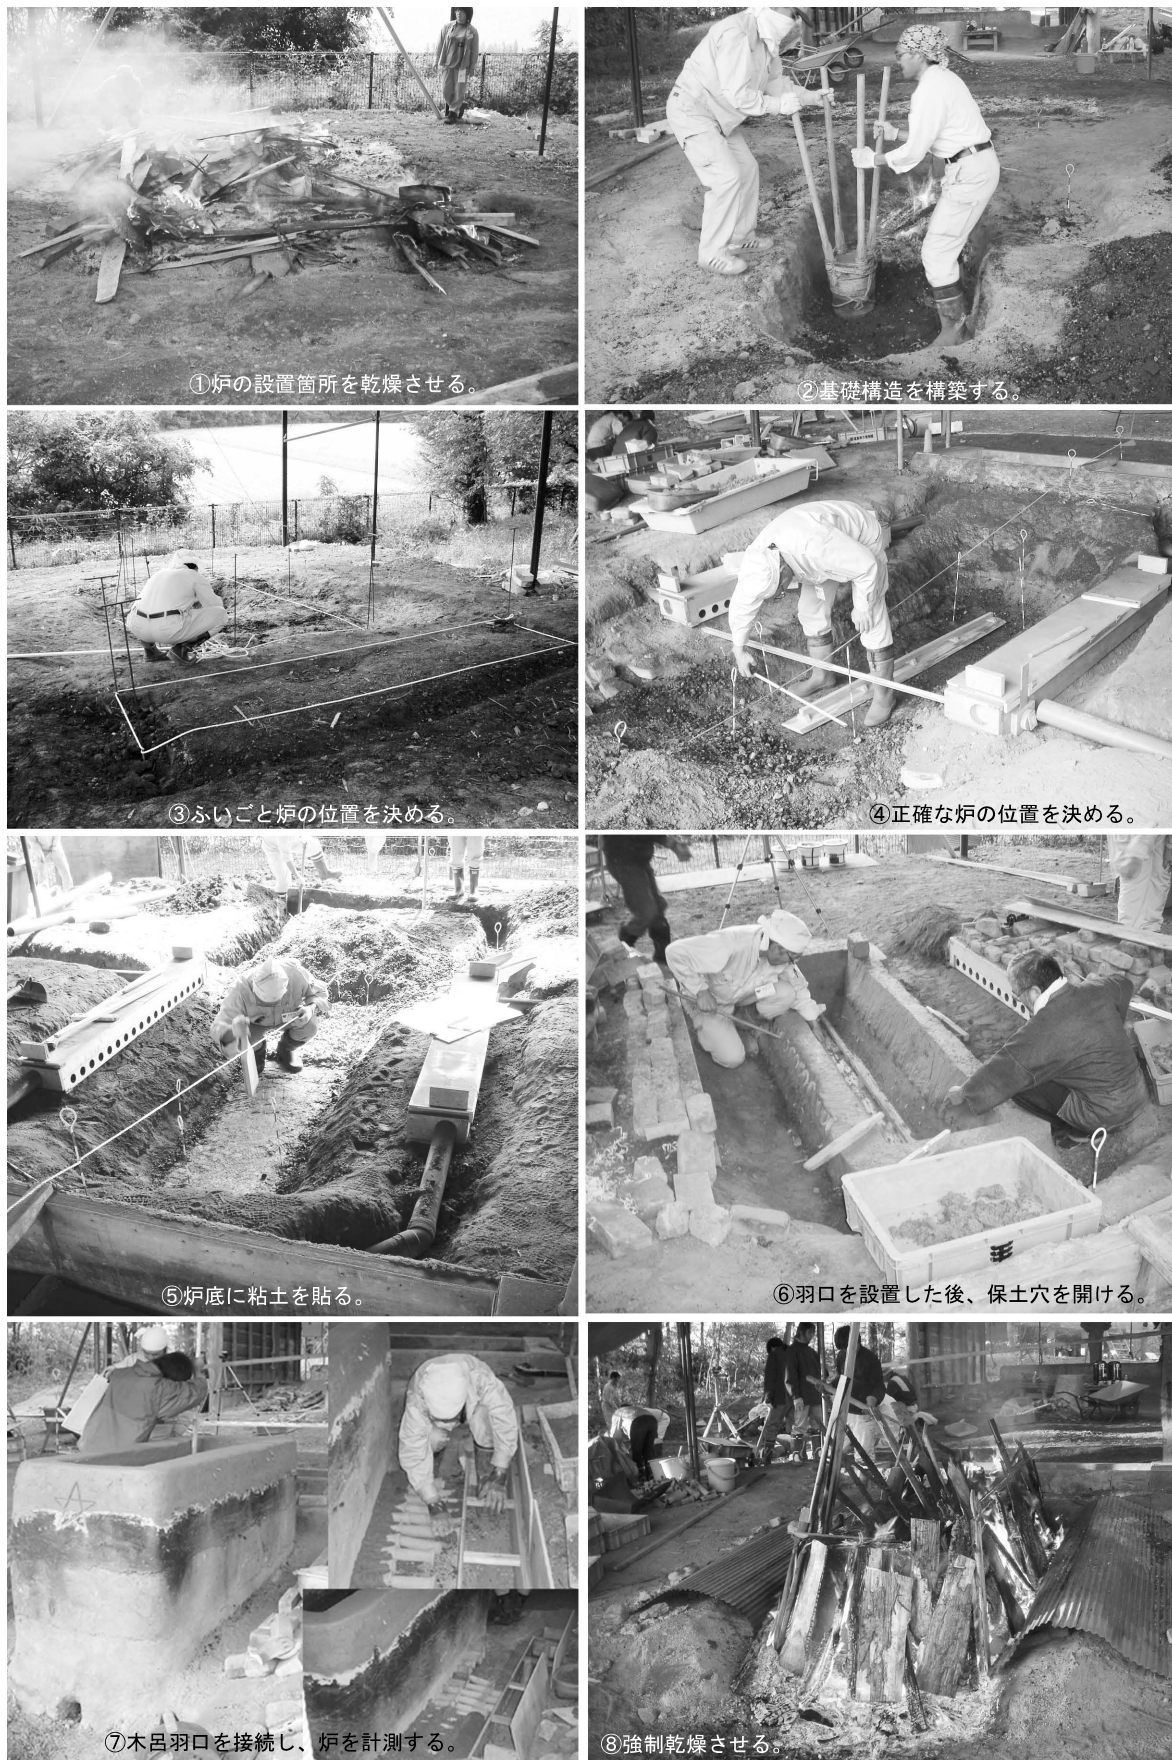 ①炉の設置箇所を乾燥させる。
②基礎構造を構築する。
③ふいごと炉の位置を決める。
④正確な炉の位置を決める。
⑤炉底に粘土を貼る。
⑥羽口を設置した後、保土穴を開ける。
⑦木呂羽口を接続し、炉を計測する。
⑧強制乾燥させる。